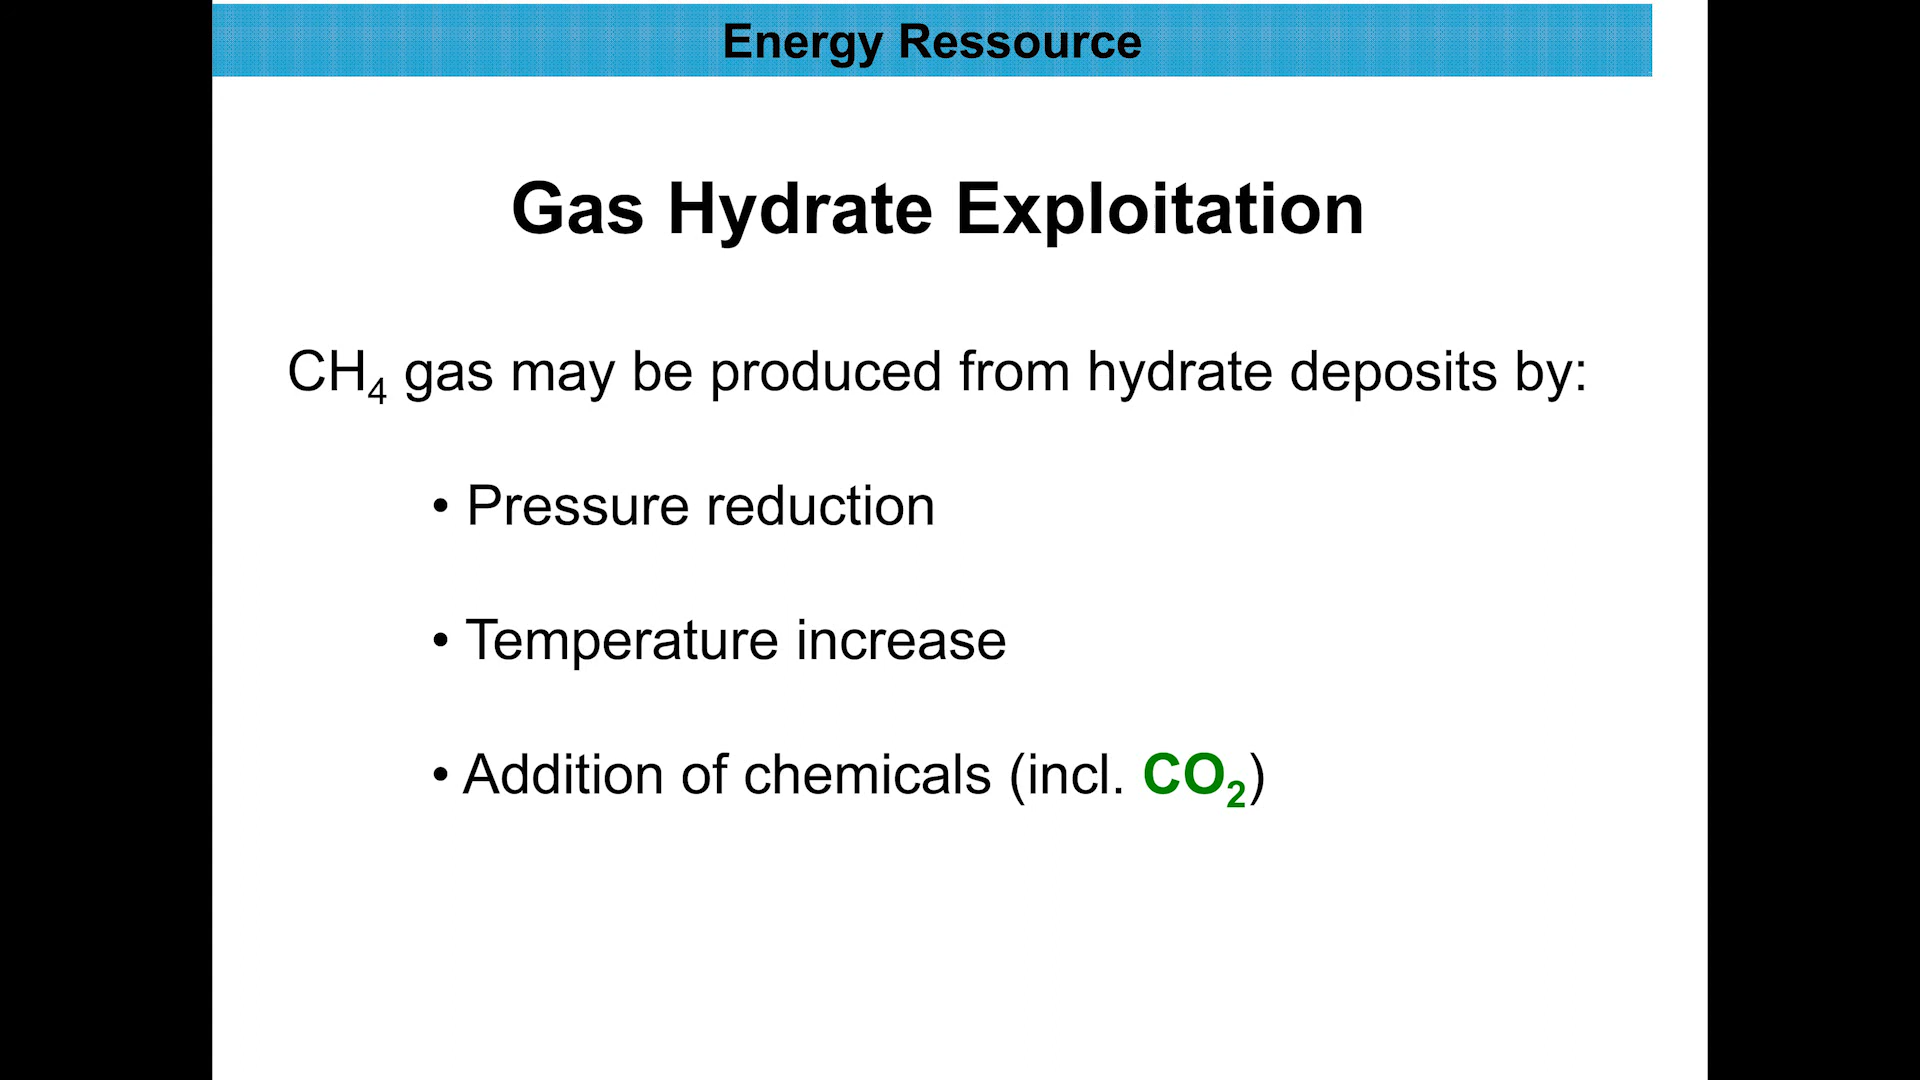 Energy Ressource
Gas Hydrate Exploitation
CH₄ gas may be produced from hydrate deposits by:
• Pressure reduction
• Temperature increase
• Addition of chemicals (incl. CO₂)